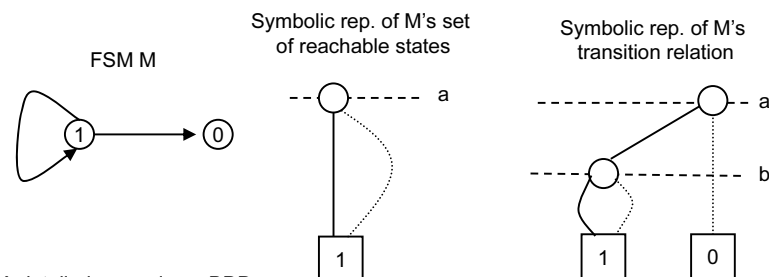 Symbolic rep. of M's set
of reachable states
Symbolic rep. of M's
transition relation
FSM M
a
a
1
0
b
1
1
0